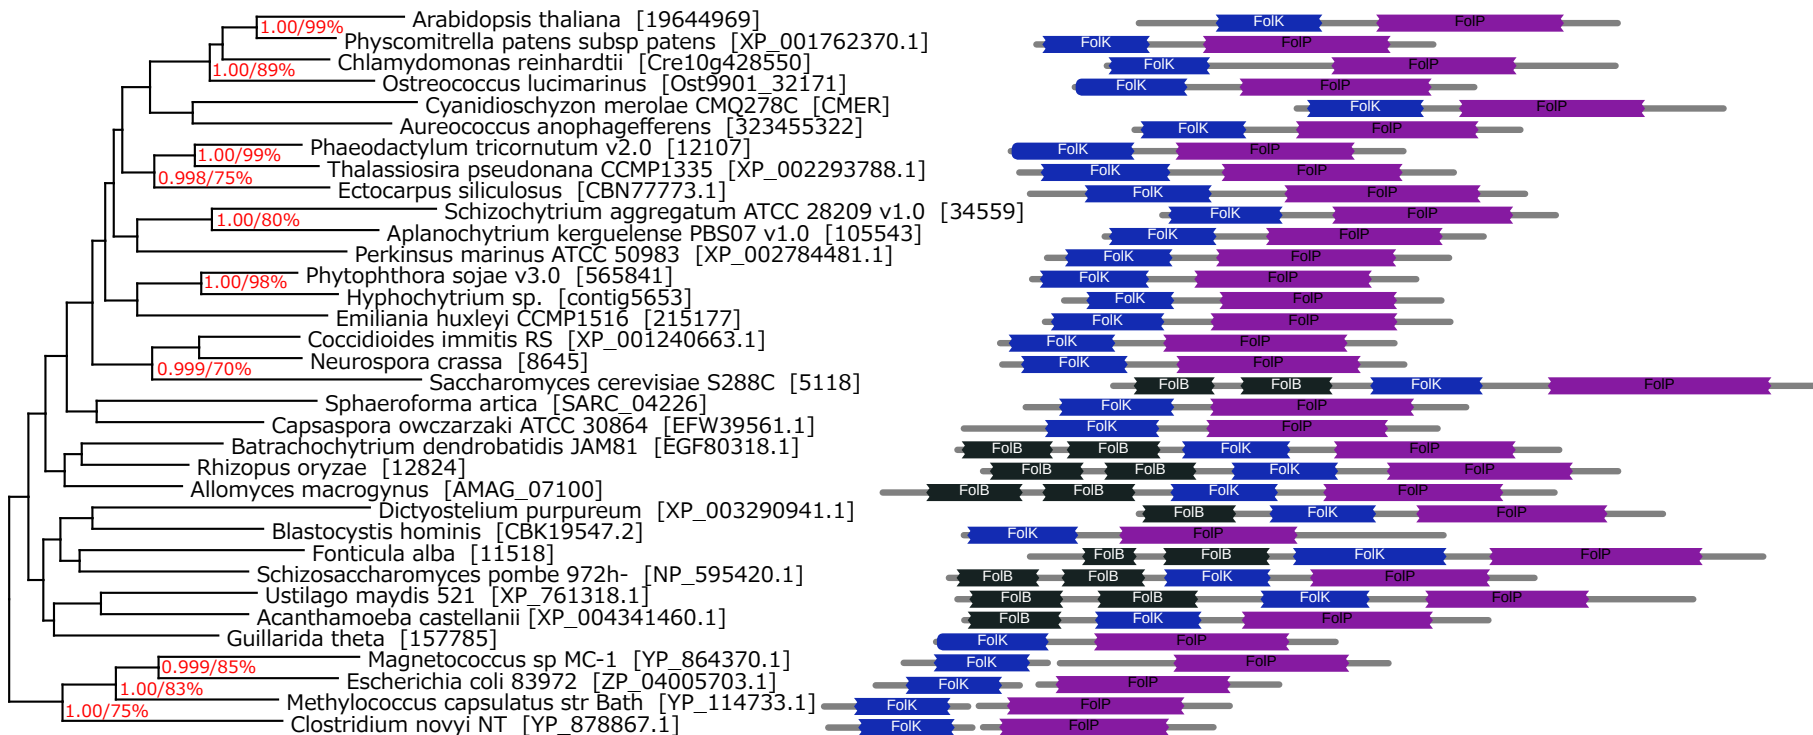 Arabidopsis thaliana [19644969] FolK FolP
1.00/99%
Physcomitrella patens subsp patens [XP_001762370.1] FolK FolP
Chlamydomonas reinhardtii [Cre10g428550] FolK FolP
1.00/89%
Ostreococcus lucimarinus [Ost9901_32171] FolK FolP
Cyanidioschyzon merolae CMQ278C [CMER] FolK FolP
Aureococcus anophagefferens [323455322] FolK FolP
Phaeodactylum tricornutum v2.0 [12107] FolK FolP
1.00/99%
Thalassiosira pseudonana CCMP1335 [XP_002293788.1] FolK FolP
0.998/75%
Ectocarpus siliculosus [CBN77773.1] FolK FolP
Schizochytrium aggregatum ATCC 28209 v1.0 [34559] FolK FolP
1.00/80%
Aplanochytrium kerguelense PBS07 v1.0 [105543] FolK FolP
Perkinsus marinus ATCC 50983 [XP_002784481.1] FolK FolP
Phytophthora sojae v3.0 [565841] FolK FolP
1.00/98%
Hyphochytrium sp. [contig5653] FolK FolP
Emiliania huxleyi CCMP1516 [215177] FolK FolP
Coccidioides immitis RS [XP_001240663.1] FolK FolP
Neurospora crassa [8645] FolK FolP
0.999/70%
Saccharomyces cerevisiae S288C [5118] FolB FolB FolK FolP
Sphaeroforma artica [SARC_04226] FolK FolP
Capsaspora owczarzaki ATCC 30864 [EFW39561.1] FolK FolP
Batrachochytrium dendrobatidis JAM81 [EGF80318.1] FolB FolB FolK FolP
Rhizopus oryzae [12824] FolB FolB FolK FolP
Allomyces macrogynus [AMAG_07100] FolB FolB FolK FolP
Dictyostelium purpureum [XP_003290941.1] FolB FolK FolP
Blastocystis hominis [CBK19547.2] FolK FolP
Fonticula alba [11518] FolB FolB FolK FolP
Schizosaccharomyces pombe 972h- [NP_595420.1] FolB FolB FolK FolP
Ustilago maydis 521 [XP_761318.1] FolB FolB FolK FolP
Acanthamoeba castellanii [XP_004341460.1] FolB FolK FolP
Guillarida theta [157785] FolK FolP
Magnetococcus sp MC-1 [YP_864370.1] FolK FolP
0.999/85%
Escherichia coli 83972 [ZP_04005703.1] FolK FolP
1.00/83%
Methylococcus capsulatus str Bath [YP_114733.1] FolK FolP
1.00/75%
Clostridium novyi NT [YP_878867.1] FolK FolP